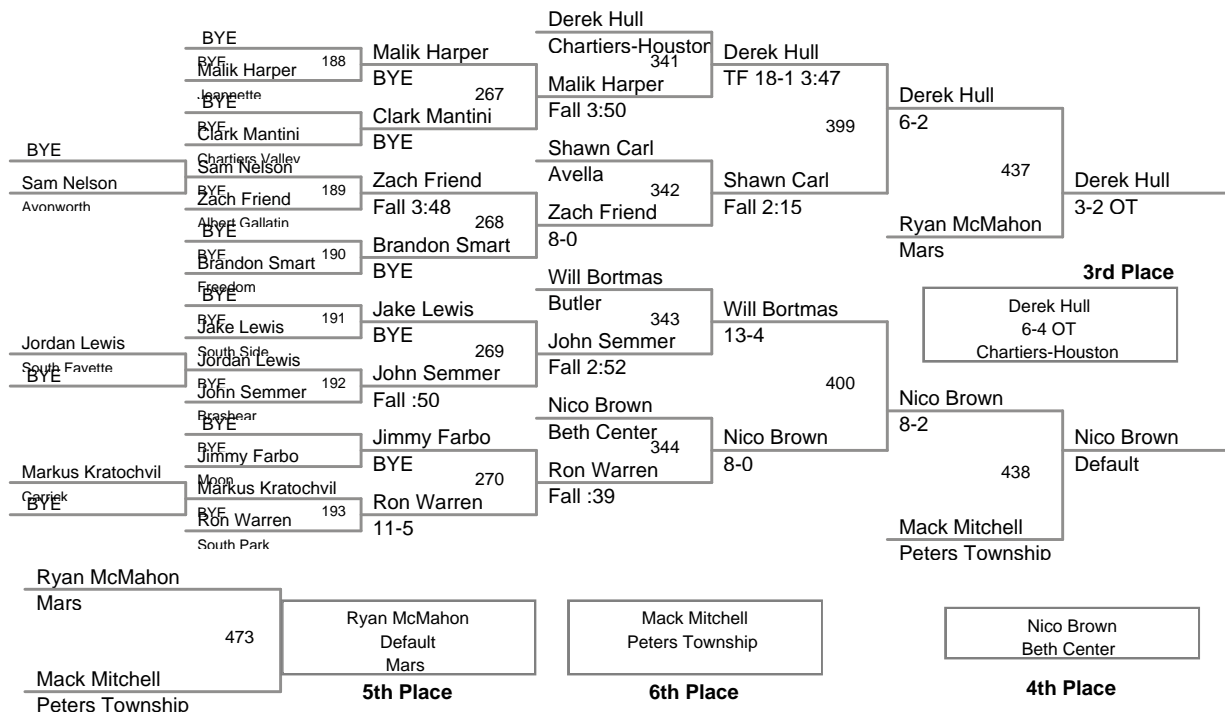 BYE
BYE
Malik Harper
Jeannette
188
BYE
BYE
Clark Mantini
Chartiers Valley
BYE
Sam Nelson
Avonworth
Sam Nelson
BYE
Zach Friend
Albert Gallatin
189
BYE
BYE
Brandon Smart
Freedom
190
BYE
BYE
Jake Lewis
South Side
191
Jordan Lewis
South Fayette
BYE
Jordan Lewis
BYE
John Semmer
Brashear
192
BYE
BYE
Jimmy Farbo
Moon
Markus Kratochvil
Carrick
BYE
Markus Kratochvil
BYE
Ron Warren
South Park
193
Malik Harper
BYE
267
Clark Mantini
BYE
Zach Friend
Fall 3:48
268
Brandon Smart
BYE
Jake Lewis
BYE
269
John Semmer
Fall :50
Jimmy Farbo
BYE
270
Ron Warren
11-5
Derek Hull
Chartiers-Houston
341
Malik Harper
Fall 3:50
Shawn Carl
Avella
342
Zach Friend
8-0
Will Bortmas
Butler
343
John Semmer
Fall 2:52
Nico Brown
Beth Center
344
Ron Warren
Fall :39
Derek Hull
TF 18-1 3:47
399
Shawn Carl
Fall 2:15
Will Bortmas
13-4
400
Nico Brown
8-0
Derek Hull
6-2
437
Ryan McMahon
Mars
Nico Brown
8-2
438
Mack Mitchell
Peters Township
Derek Hull
3-2 OT
3rd Place
Derek Hull
6-4 OT
Chartiers-Houston
Nico Brown
Default
Ryan McMahon
Mars
473
Mack Mitchell
Peters Township
Ryan McMahon
Default
Mars
5th Place
Mack Mitchell
Peters Township
6th Place
Nico Brown
Beth Center
4th Place